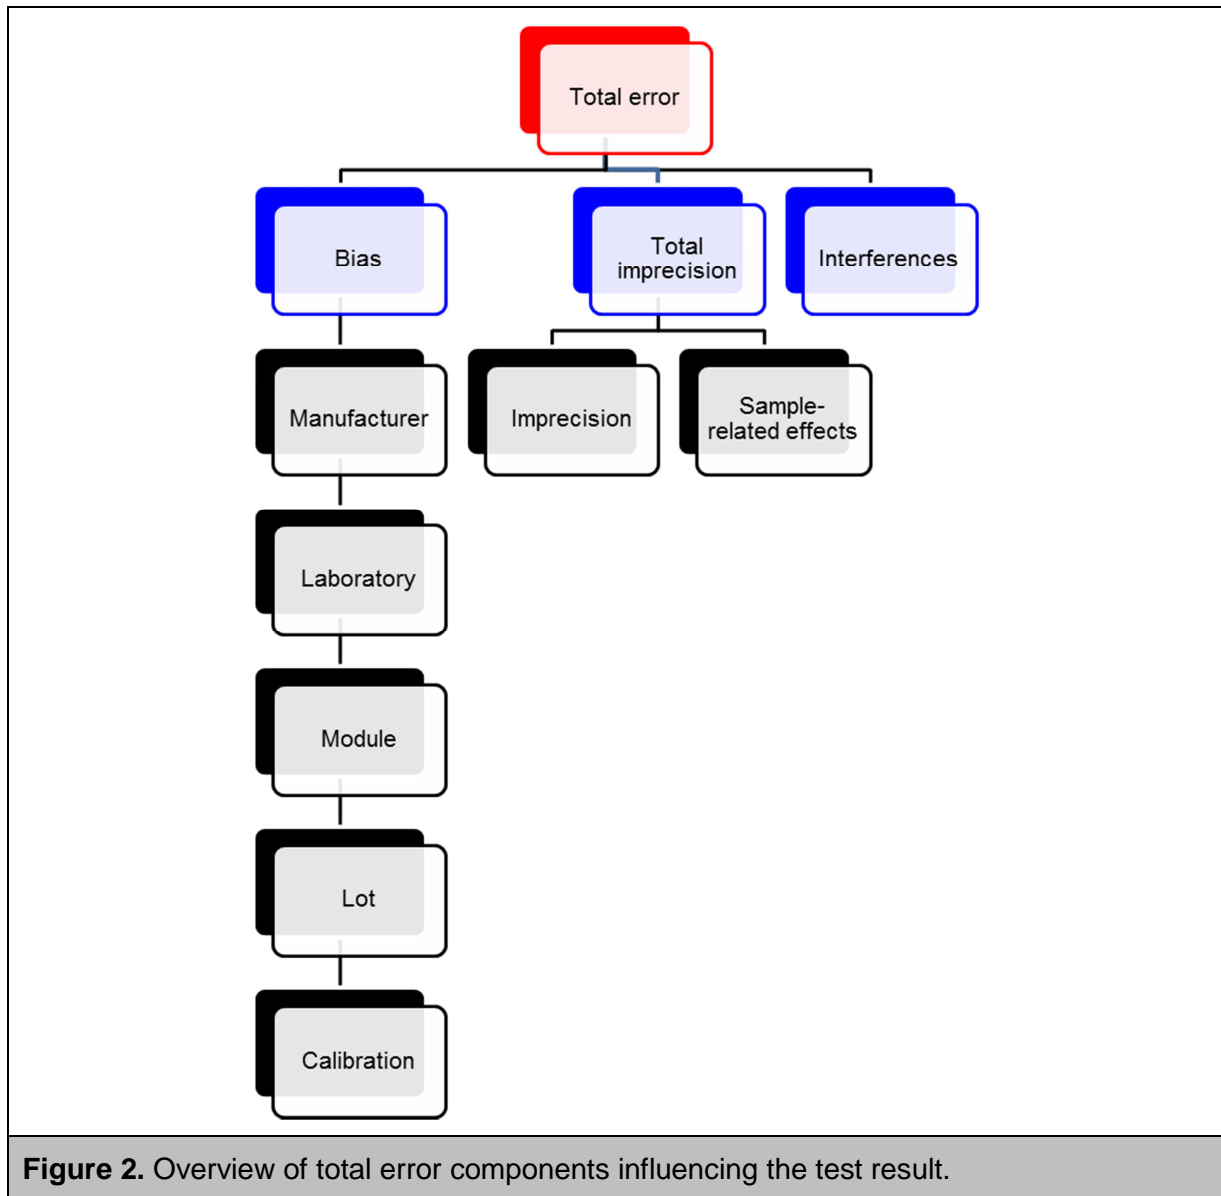 Total error
Bias
Total
imprecision
Interferences
Manufacturer
Imprecision
Sample-
related effects
Laboratory
Module
Lot
Calibration
Figure 2. Overview of total error components influencing the test result.